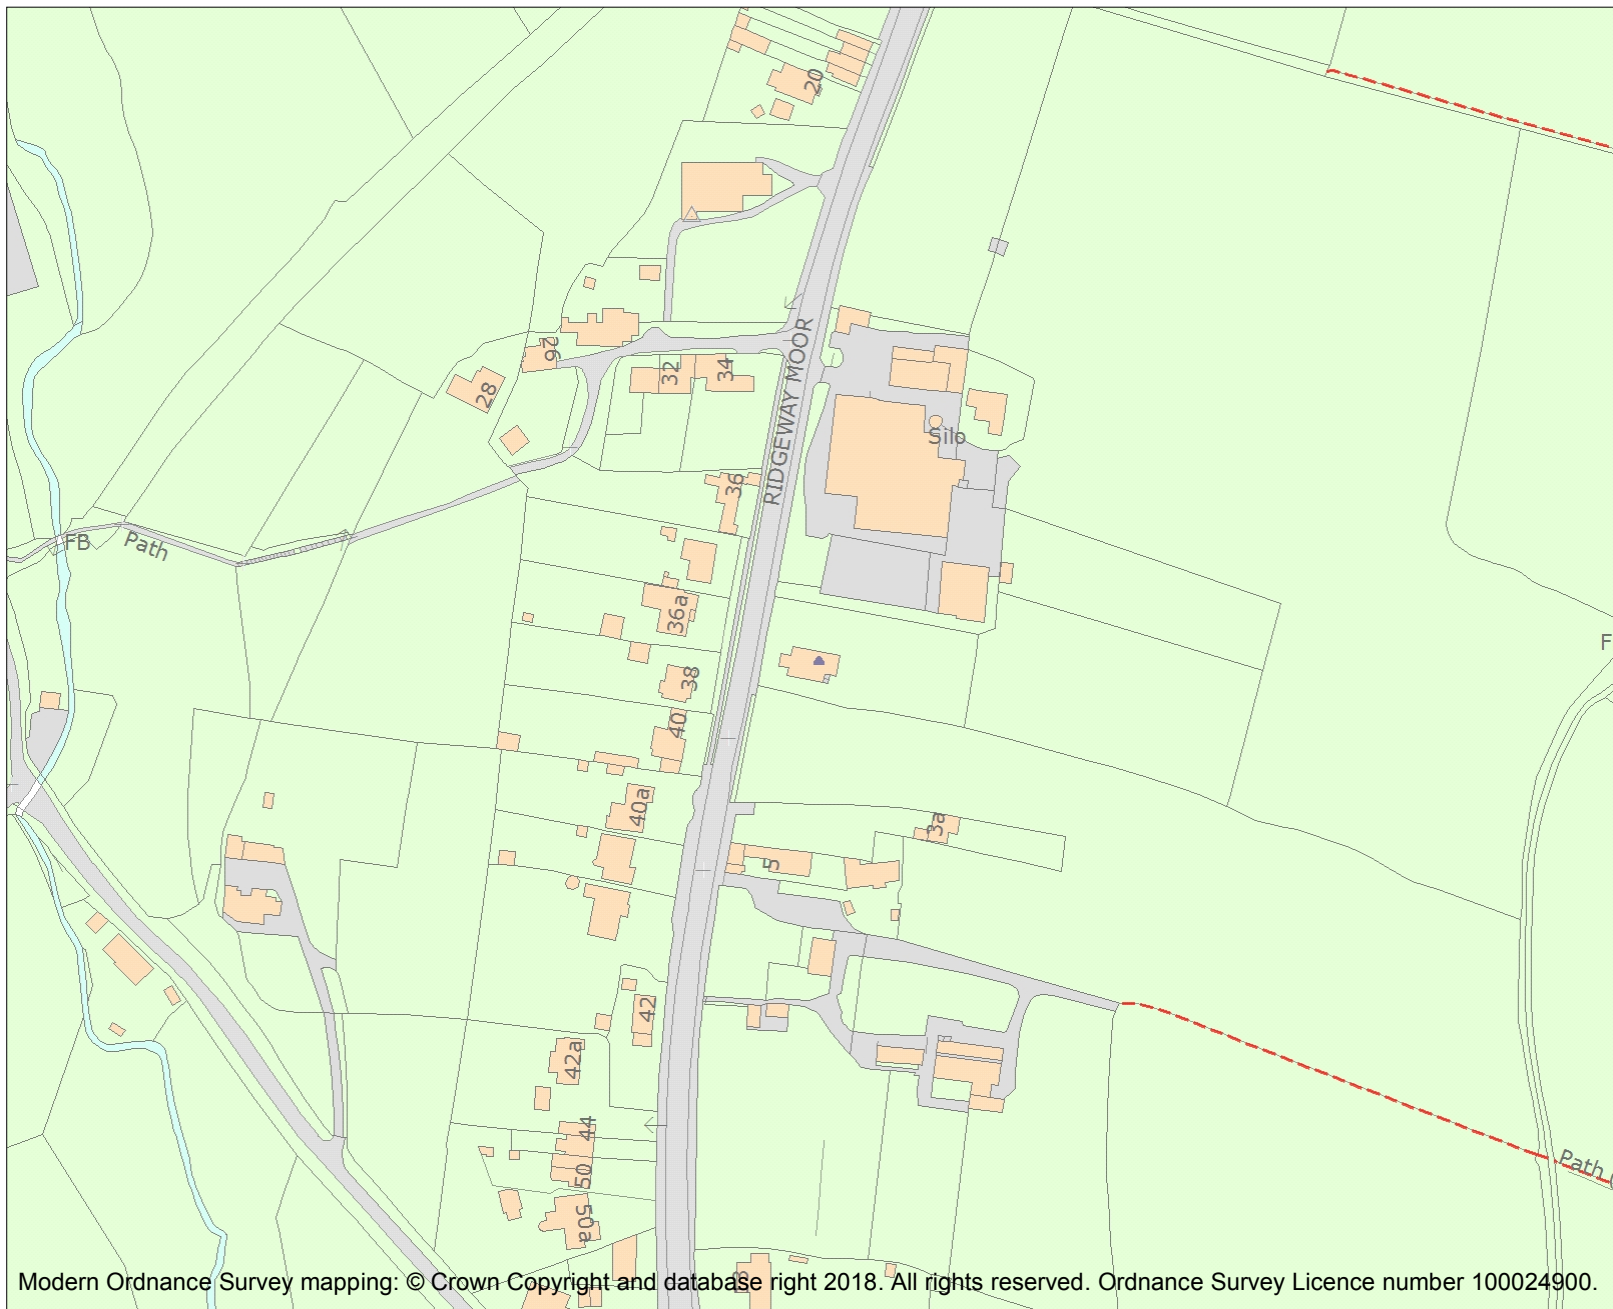 20
RIDGEWAY MOOR
26
28
32
34
Silo
36
FB
Path
36a
F
38
40
40a
3a
5
42
42a
44
50
Path
50a
Modern Ordnance Survey mapping: © Crown Copyright and database right 2018. All rights reserved. Ordnance Survey Licence number 100024900.